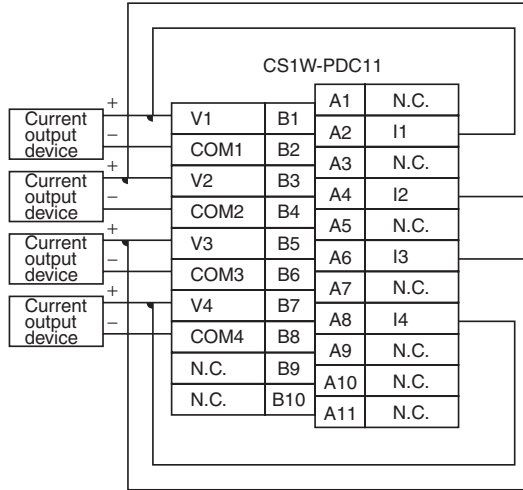 CS1W-PDC11
+
Current
output
device
–
+
Current
output
device
–
+
Current
output
device
–
+
Current
output
device
–
V1 B1
COM1 B2
V2 B3
COM2 B4
V3 B5
COM3 B6
V4 B7
COM4 B8
N.C. B9
N.C. B10
A1 N.C.
A2 I1
A3 N.C.
A4 I2
A5 N.C.
A6 I3
A7 N.C.
A8 I4
A9 N.C.
A10 N.C.
A11 N.C.